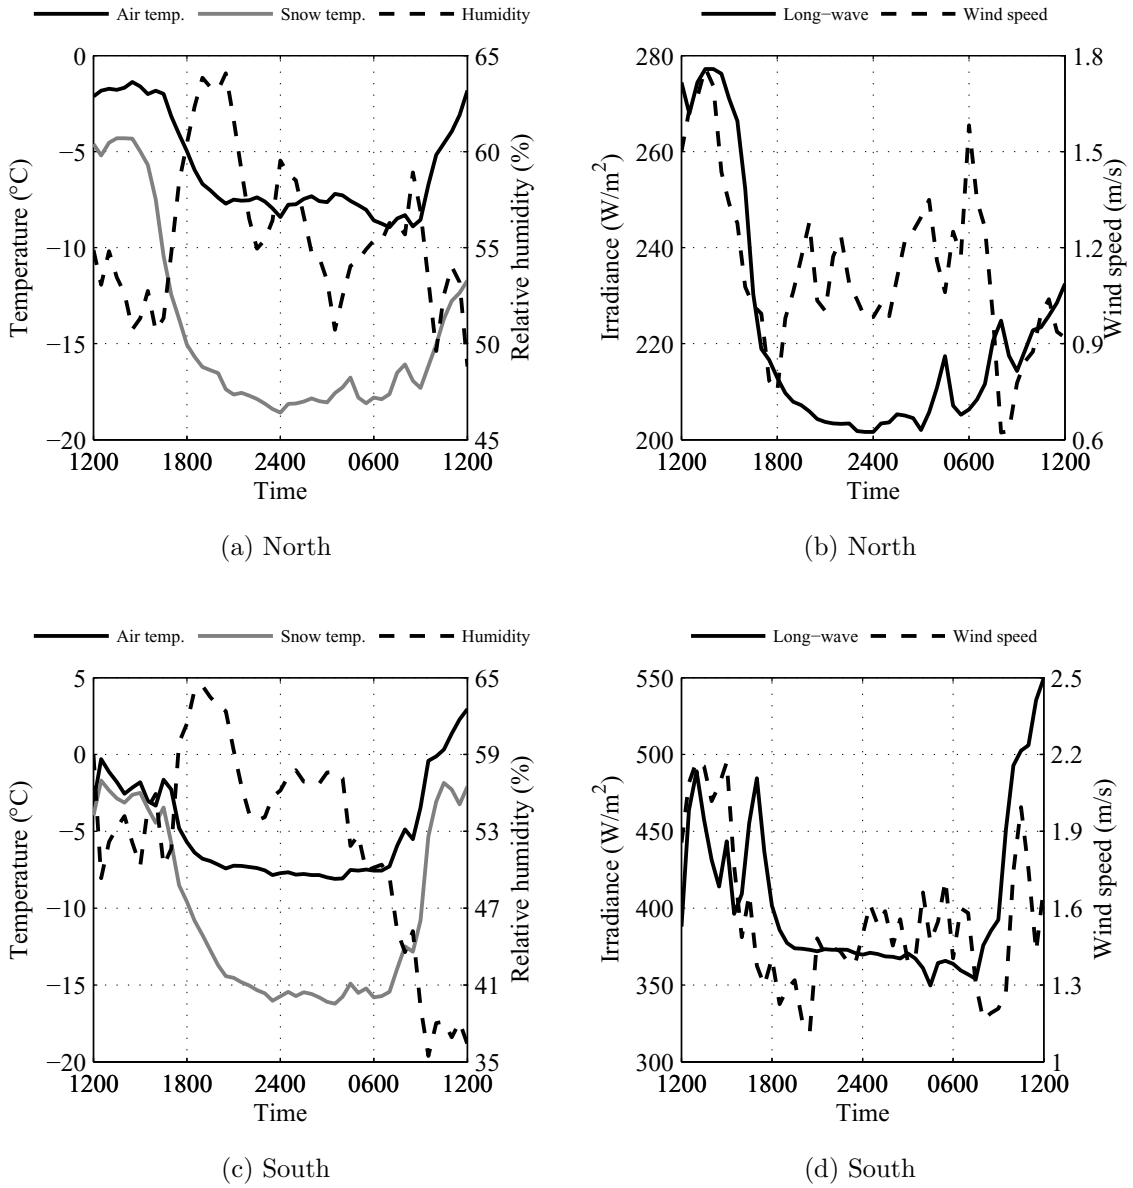 Air temp. Snow temp. Humidity
Long−wave Wind speed
0 65
−5 60
−10 55
−15 50
−20 45
1200 1800 2400 0600 1200
Time
Temperature (°C)
Relative humidity (%)
280 1.8
260 1.5
240 1.2
220 0.9
200 0.6
1200 1800 2400 0600 1200
Time
Irradiance (W/m²)
Wind speed (m/s)
(a) North
(b) North
Air temp. Snow temp. Humidity
Long−wave Wind speed
5 65
0 59
−5 53
−10 47
−15 41
−20 35
1200 1800 2400 0600 1200
Time
Temperature (°C)
Relative humidity (%)
550 2.5
500 2.2
450 1.9
400 1.6
350 1.3
300 1
1200 1800 2400 0600 1200
Time
Irradiance (W/m²)
Wind speed (m/s)
(c) South
(d) South